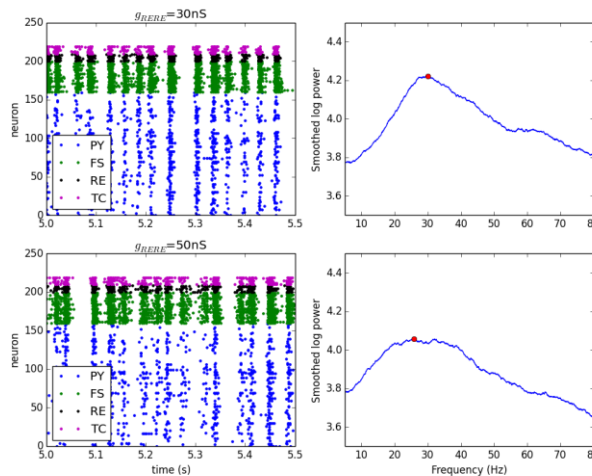 g_RERE=30nS
250
200
150
100
50
0
neuron
PY
FS
RE
TC
5.0 5.1 5.2 5.3 5.4 5.5
4.4
4.2
4.0
3.8
3.6
Smoothed log power
10 20 30 40 50 60 70 80
g_RERE=50nS
250
200
150
100
50
0
neuron
PY
FS
RE
TC
5.0 5.1 5.2 5.3 5.4 5.5
time (s)
4.4
4.2
4.0
3.8
3.6
Smoothed log power
10 20 30 40 50 60 70 80
Frequency (Hz)